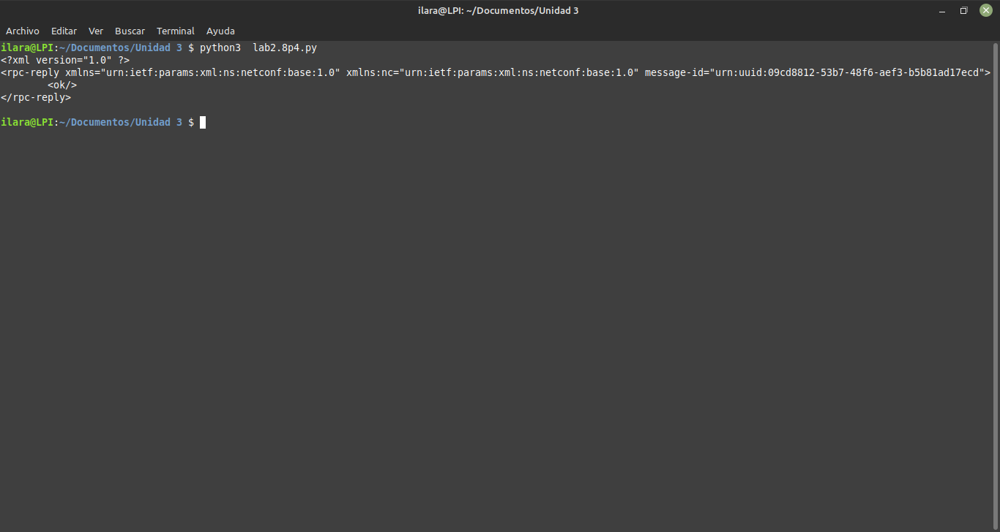 ilara@LPI: ~/Documentos/Unidad 3
Archivo Editar Ver Buscar Terminal Ayuda
ilara@LPI:~/Documentos/Unidad 3 $ python3  lab2.8p4.py
<?xml version="1.0" ?>
<rpc-reply xmlns="urn:ietf:params:xml:ns:netconf:base:1.0" xmlns:nc="urn:ietf:params:xml:ns:netconf:base:1.0" message-id="urn:uuid:09cd8812-53b7-48f6-aef3-b5b81ad17ecd">
        <ok/>
</rpc-reply>
ilara@LPI:~/Documentos/Unidad 3 $